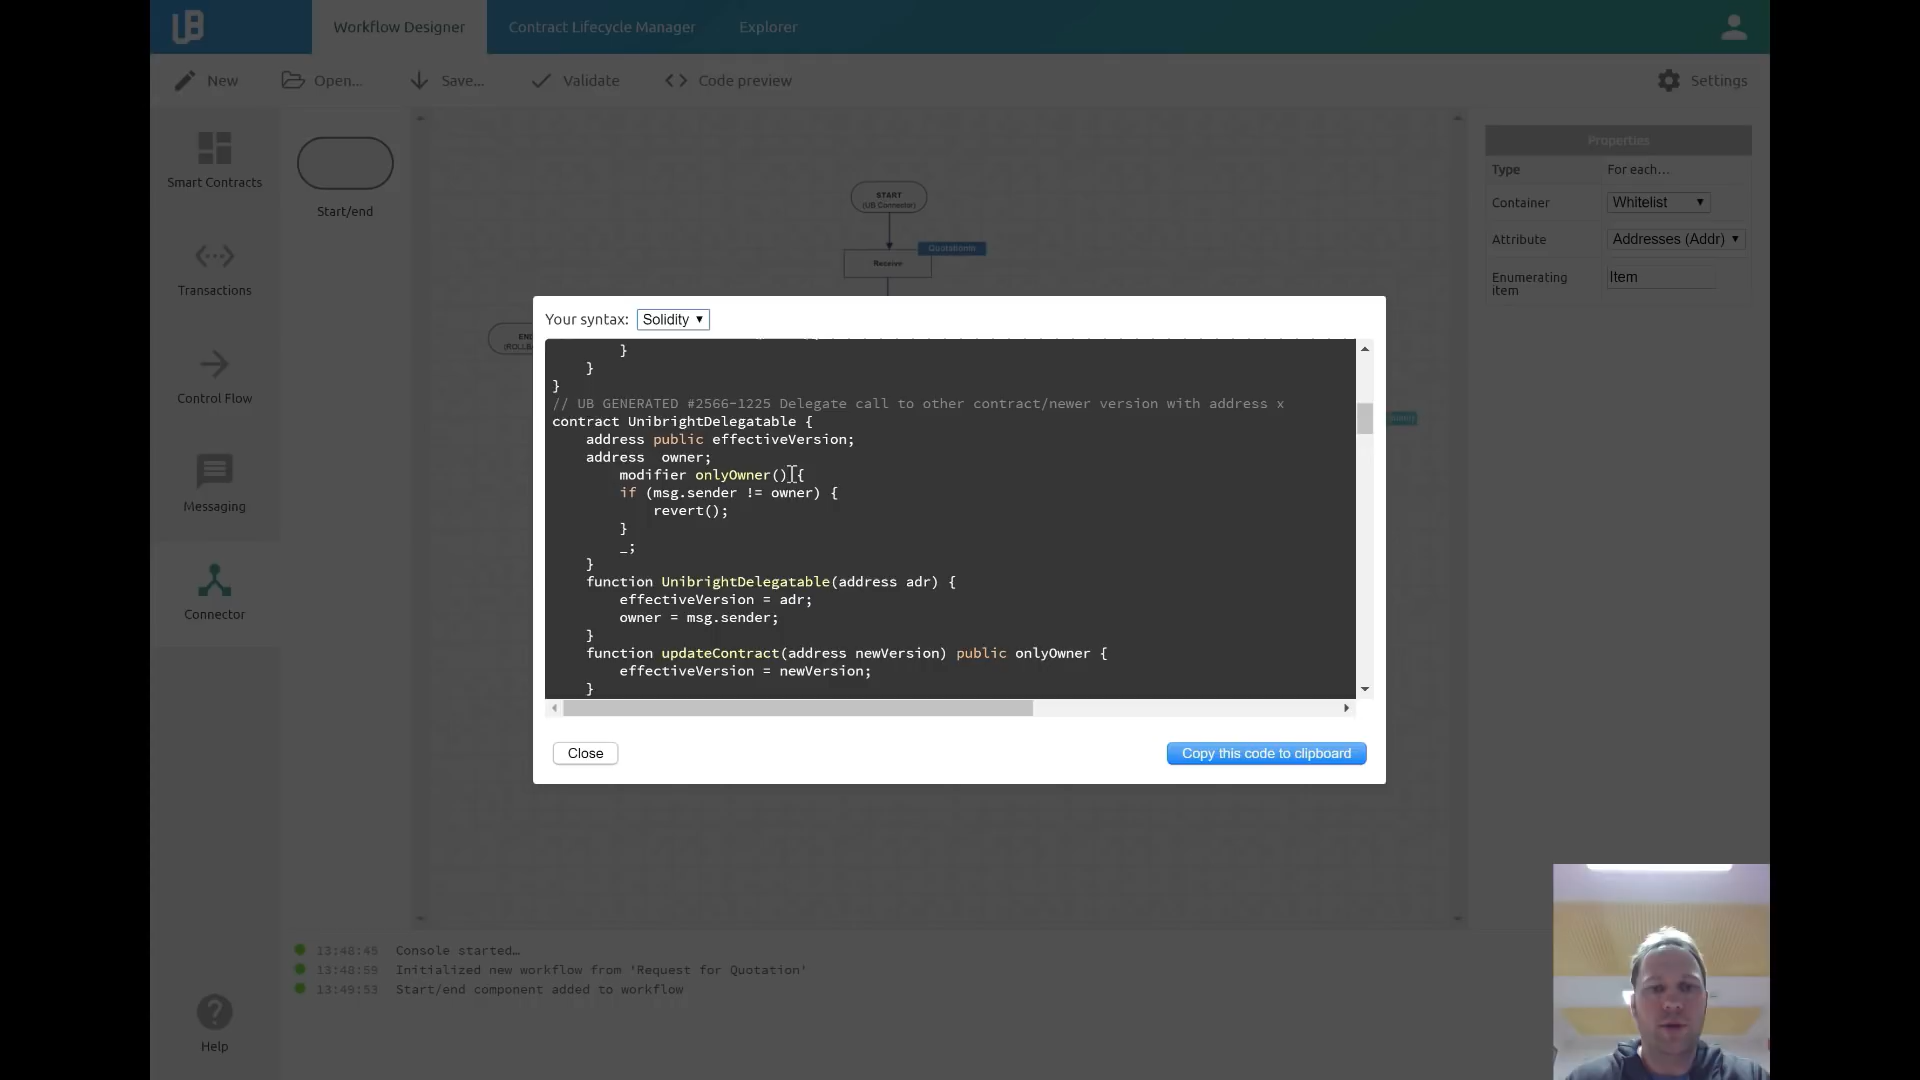 UB
Workflow Designer
Contract Lifecycle Manager
Explorer
New
Open...
Save...
Validate
Code preview
Settings
Smart Contracts
Transactions
Control Flow
Messaging
Connector
Help
Start/end
START
(UB Connector)
Receive
Properties
Type For each...
Container Whitelist
Attribute Addresses (Addr)
Enumerating item Item
Your syntax: Solidity
}
}
}
// UB GENERATED #2566-1225 Delegate call to other contract/newer version with address x
contract UnibrightDelegatable {
address public effectiveVersion;
address  owner;
modifier onlyOwner() {
if (msg.sender != owner) {
revert();
}
_;
}
function UnibrightDelegatable(address adr) {
effectiveVersion = adr;
owner = msg.sender;
}
function updateContract(address newVersion) public onlyOwner {
effectiveVersion = newVersion;
}
Close
Copy this code to clipboard
13:48:45 Console started...
13:48:59 Initialized new workflow from 'Request for Quotation'
13:49:53 Start/end component added to workflow